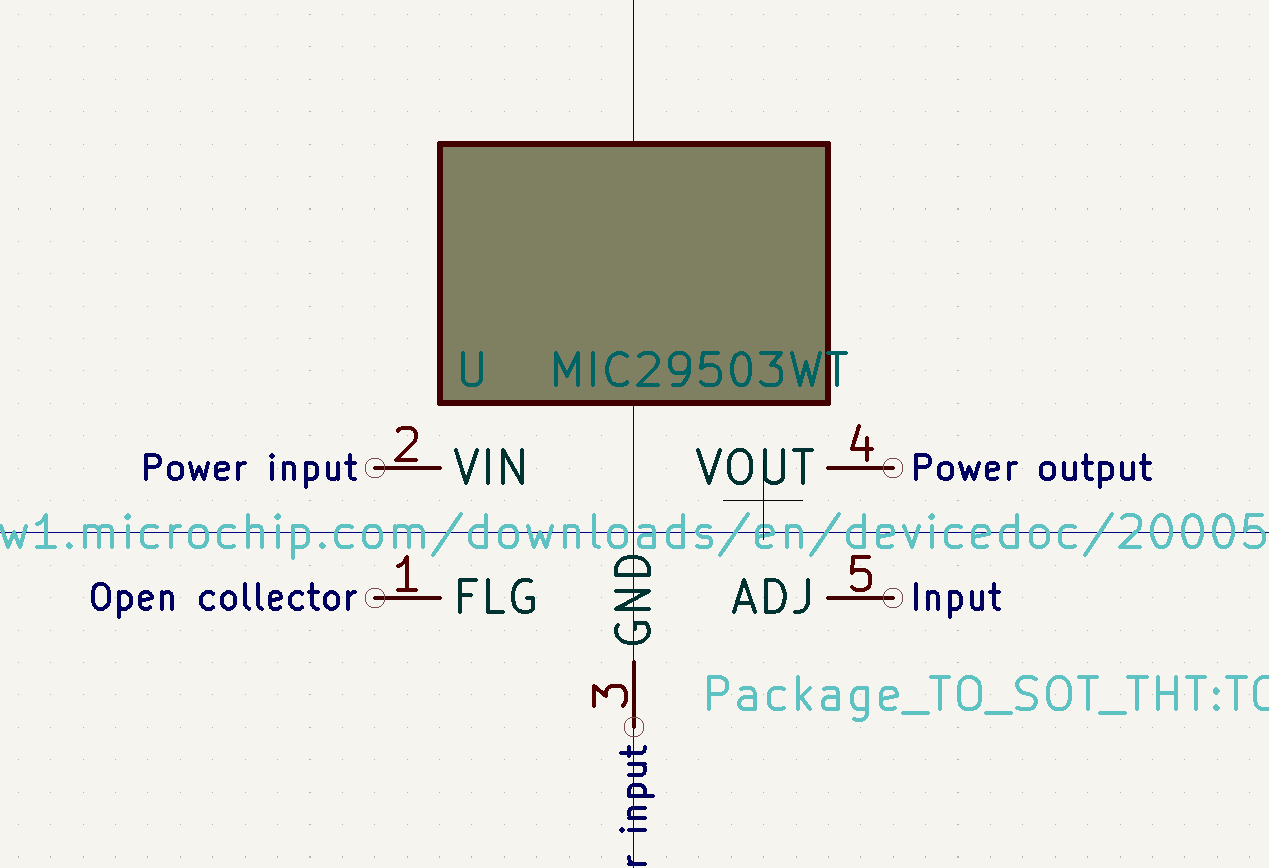 U MIC29503WT
2 4
Power input VIN VOUT Power output
w1.microchip.com/downloads/en/devicedoc/20005
1 5
Open collector FLG GND ADJ Input
3 Package_TO_SOT_THT:TO
r input